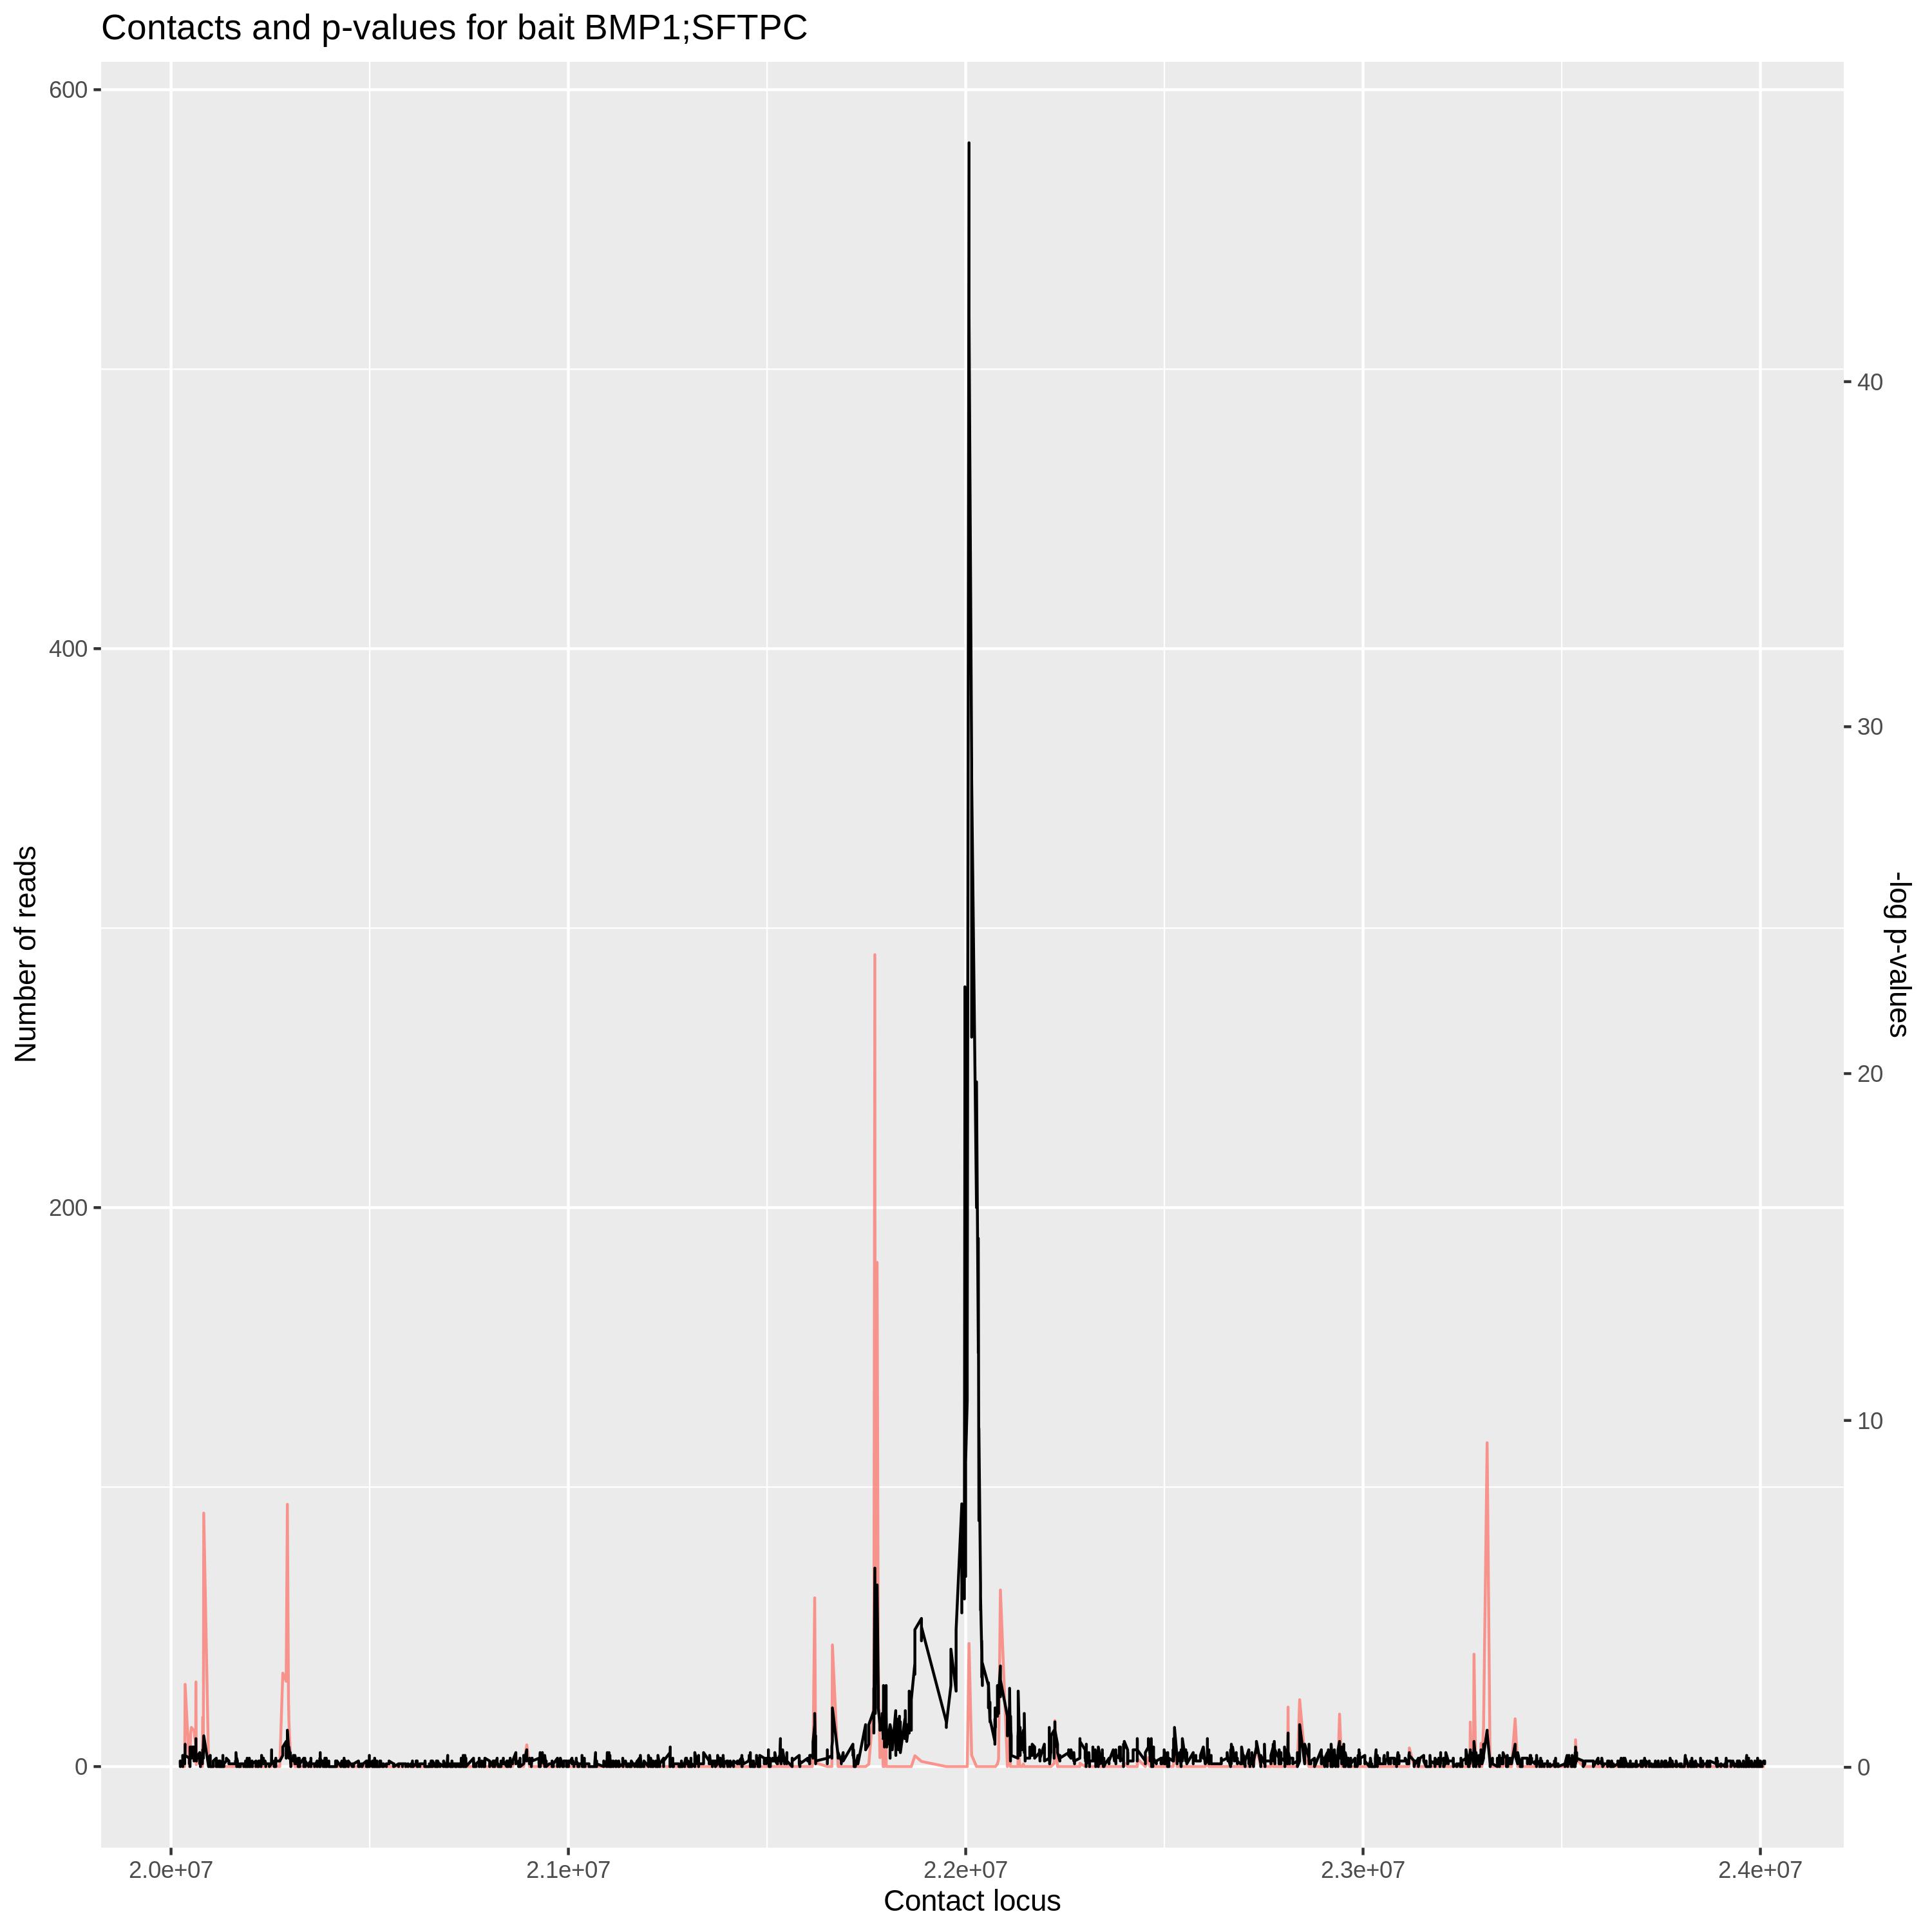 Contacts and p-values for bait BMP1;SFTPC
600
400
200
0
Number of reads
40
30
20
10
0
-log p-values
2.0e+07
2.1e+07
2.2e+07
2.3e+07
2.4e+07
Contact locus